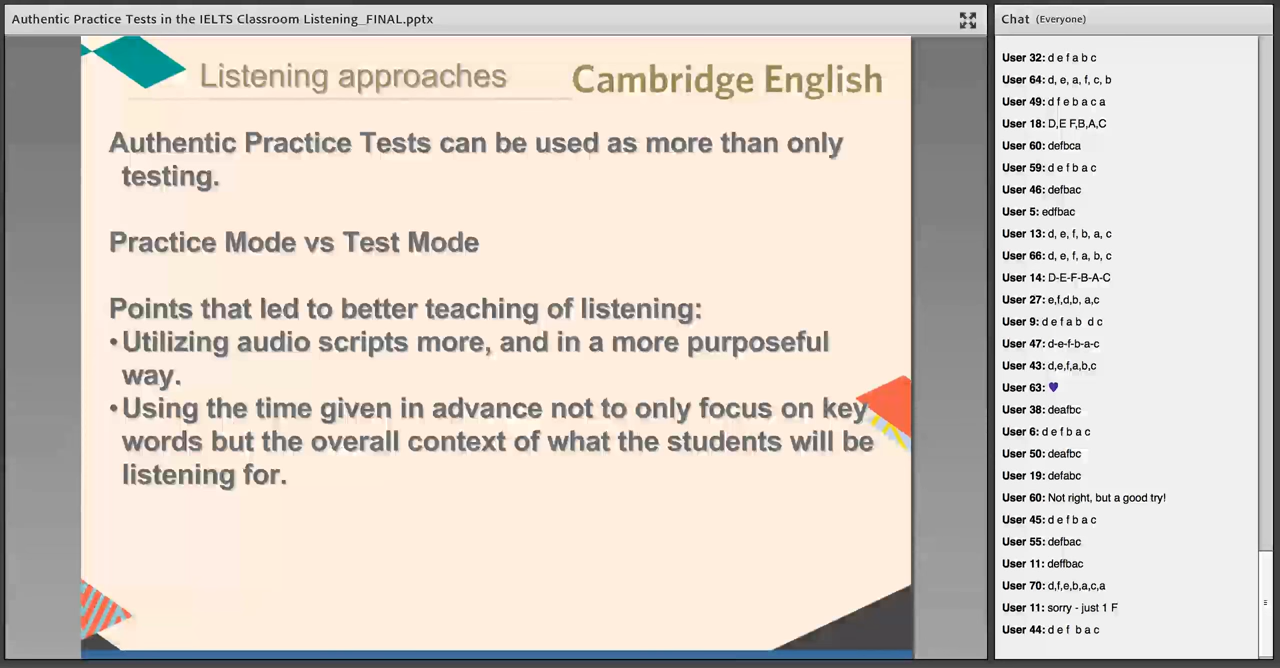 Authentic Practice Tests in the IELTS Classroom Listening_FINAL.pptx
Listening approaches
Cambridge English
Authentic Practice Tests can be used as more than only
testing.
Practice Mode vs Test Mode
Points that led to better teaching of listening:
•Utilizing audio scripts more, and in a more purposeful
way.
•Using the time given in advance not to only focus on key
words but the overall context of what the students will be
listening for.
Chat (Everyone)
User 32: d e f a b c
User 64: d, e, a, f, c, b
User 49: d f e b a c a
User 18: D,E F,B,A,C
User 60: defbca
User 59: d e f b a c
User 46: defbac
User 5: edfbac
User 13: d, e, f, b, a, c
User 66: d, e, f, a, b, c
User 14: D-E-F-B-A-C
User 27: e,f,d,b, a,c
User 9: d e f a b  d c
User 47: d-e-f-b-a-c
User 43: d,e,f,a,b,c
User 63: 💜
User 38: deafbc
User 6: d e f b a c
User 50: deafbc
User 19: defabc
User 60: Not right, but a good try!
User 45: d e f b a c
User 55: defbac
User 11: deffbac
User 70: d,f,e,b,a,c,a
User 11: sorry - just 1 F
User 44: d e f  b a c